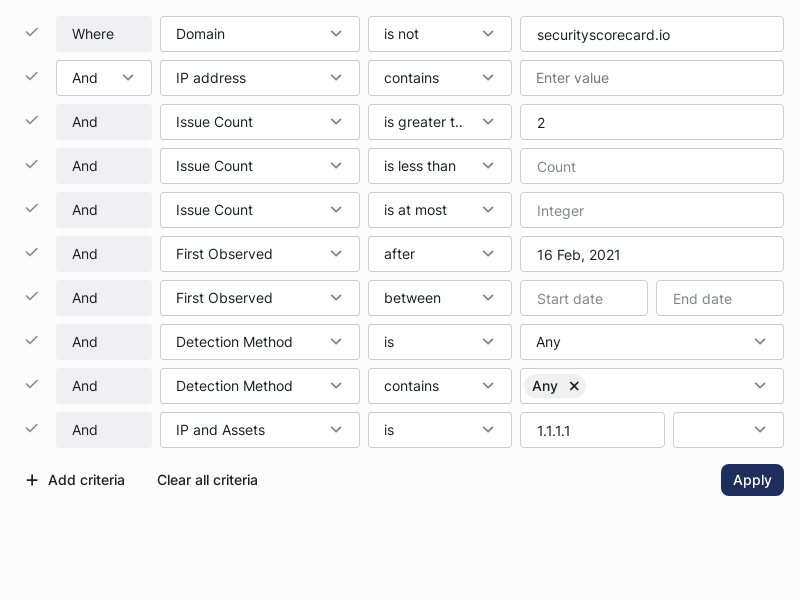 Where Domain is not securityscorecard.io
And IP address contains Enter value
And Issue Count is greater t... 2
And Issue Count is less than Count
And Issue Count is at most Integer
And First Observed after 16 Feb, 2021
And First Observed between Start date End date
And Detection Method is Any
And Detection Method contains Any
And IP and Assets is 1.1.1.1
Add criteria Clear all criteria Apply